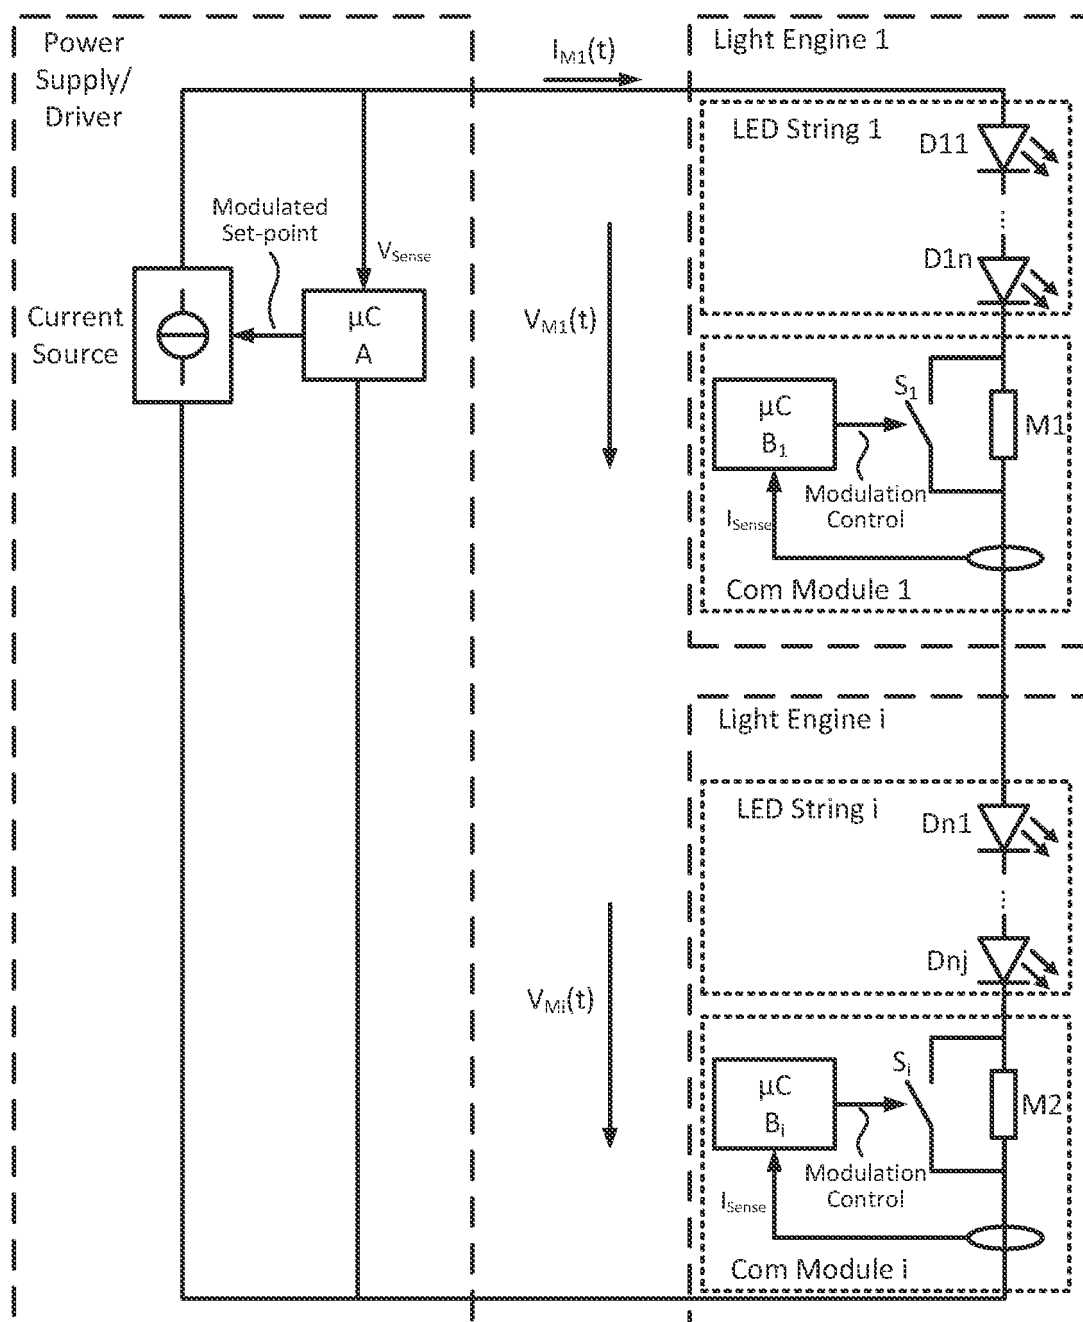 Power
Supply/
Driver
I_M1(t)
Light Engine 1
LED String 1
D11
Modulated
Set-point
V_Sense
D1n
V_M1(t)
Current
Source
µC
A
µC
B_1
S_1
M1
Modulation
Control
I_Sense
Com Module 1
Light Engine i
LED String i
Dn1
Dnj
V_Mi(t)
µC
B_i
S_i
M2
Modulation
Control
I_Sense
Com Module i